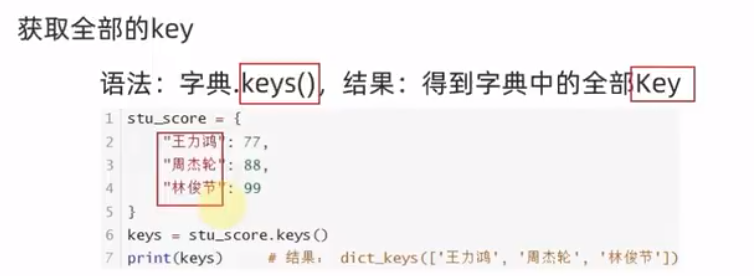 获取全部的key
语法：字典.keys()，结果：得到字典中的全部Key
1 stu_score = {
2     "王力鸿": 77,
3     "周杰轮": 88,
4     "林俊节": 99
5 }
6 keys = stu_score.keys()
7 print(keys)     # 结果： dict_keys(['王力鸿', '周杰轮', '林俊节'])